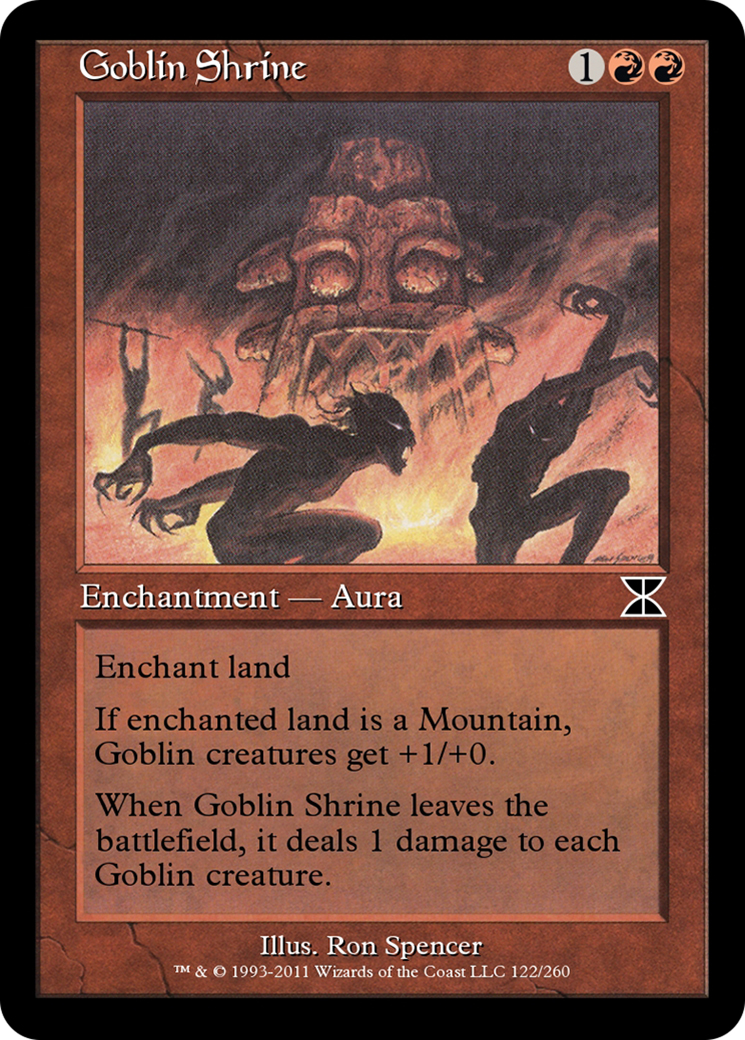 Goblin Shrine 1
Enchantment — Aura
Enchant land
If enchanted land is a Mountain,
Goblin creatures get +1/+0.
When Goblin Shrine leaves the
battlefield, it deals 1 damage to each
Goblin creature.
Illus. Ron Spencer
™ & © 1993-2011 Wizards of the Coast LLC 122/260